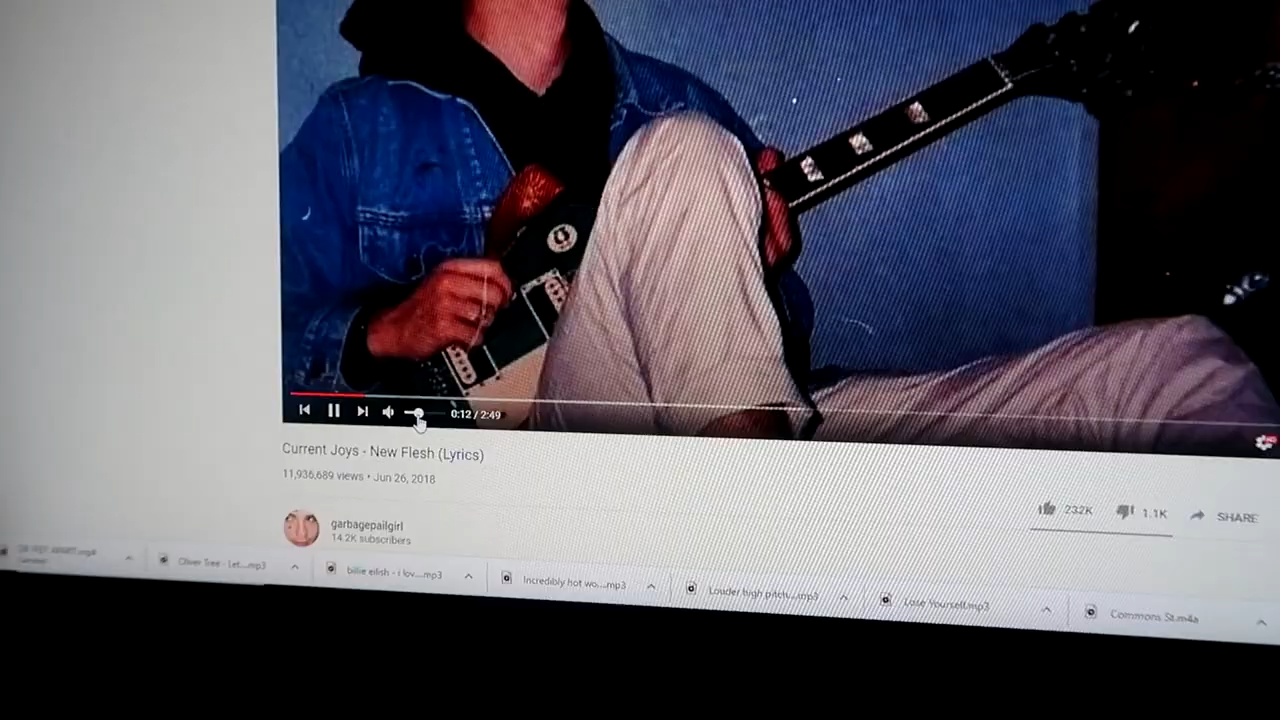 0:12 / 2:49
Current Joys - New Flesh (Lyrics)
11,936,689 views • Jun 26, 2018
232K
1.1K
SHARE
garbagepailgirl
14.2K subscribers
Oliver Tree - Let....mp3
billie eilish - i lov....mp3
Incredibly hot wo....mp3
Louder high pitch....mp3
Lose Yourself.mp3
Commons St.m4a